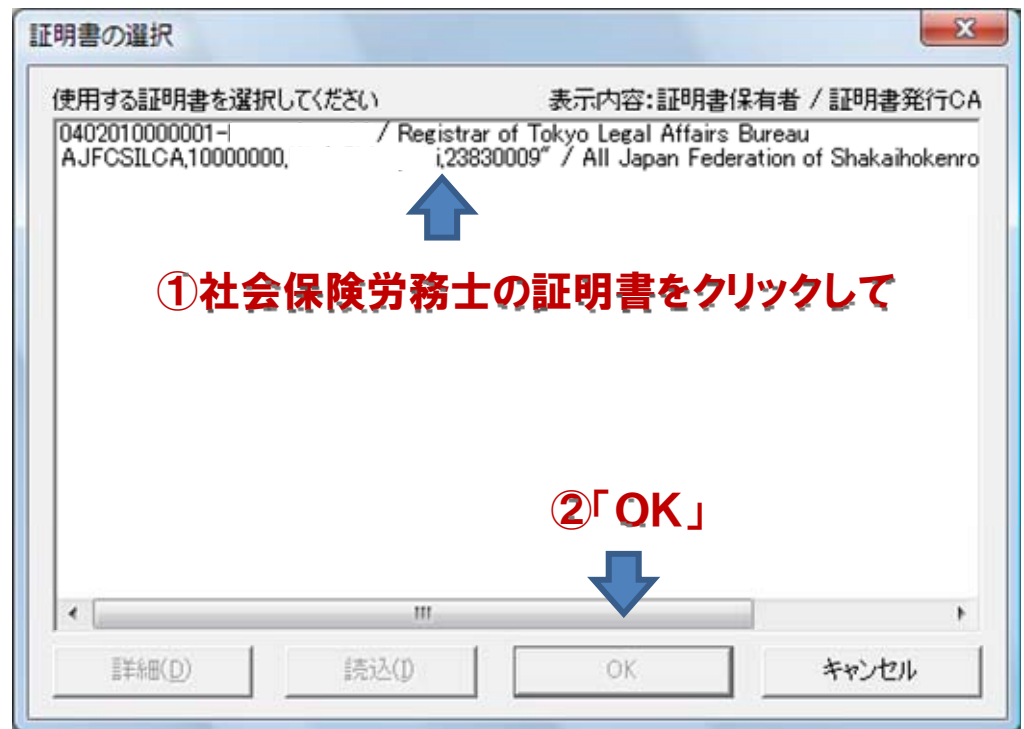 証明書の選択
使用する証明書を選択してください 表示内容:証明書保有者 / 証明書発行CA
0402010000001- / Registrar of Tokyo Legal Affairs Bureau
AJFCSILCA,10000000, i,23830009" / All Japan Federation of Shakaihokenro
①社会保険労務士の証明書をクリックして
②「OK」
詳細(D) 読込(I) OK キャンセル